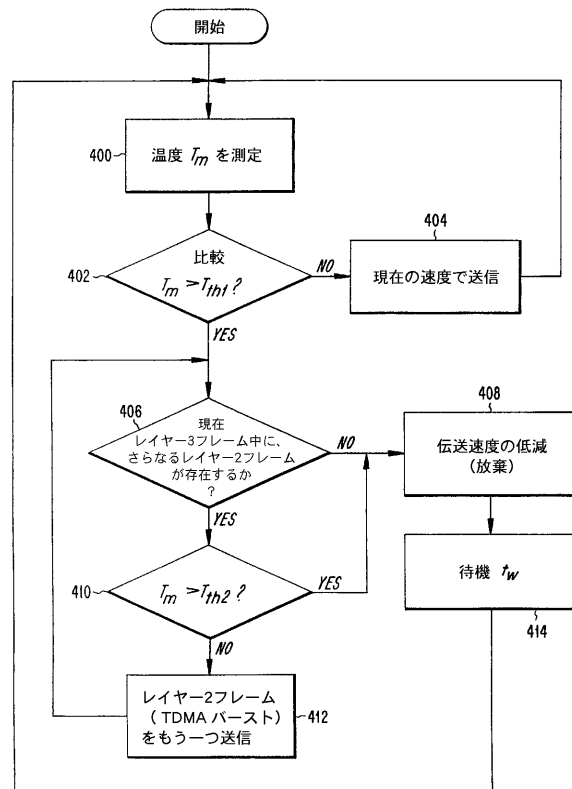 開始
400
温度 Tm を測定
402
比較
Tm > Tth1 ?
NO
404
現在の速度で送信
YES
406
現在
レイヤー3フレーム中に、
さらなるレイヤー2フレーム
が存在するか
?
NO
408
伝送速度の低減
(放棄)
YES
410
Tm > Tth2 ?
YES
待機 tw
414
NO
レイヤー2フレーム
( TDMA バースト)
をもう一つ送信
412